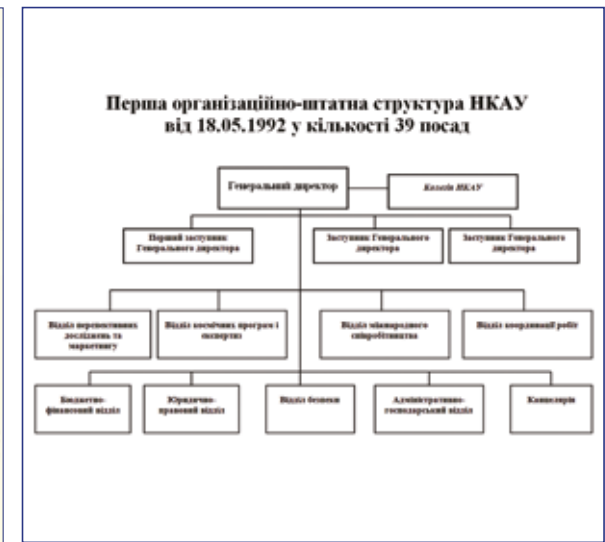 Перша організаційно-штатна структура НКАУ
від 18.05.1992 у кількості 39 посад
Генеральний директор
Колегія НКАУ
Перший заступник
Генерального директора
Заступник Генерального
директора
Заступник Генерального
директора
Відділ перспективних
досліджень та
маркетингу
Відділ космічних програм і
експертиз
Відділ міжнародного
співробітництва
Відділ координації робіт
Бюджетно-
фінансовий відділ
Юридично-
правовий відділ
Відділ безпеки
Адміністративно-
господарський відділ
Канцелярія